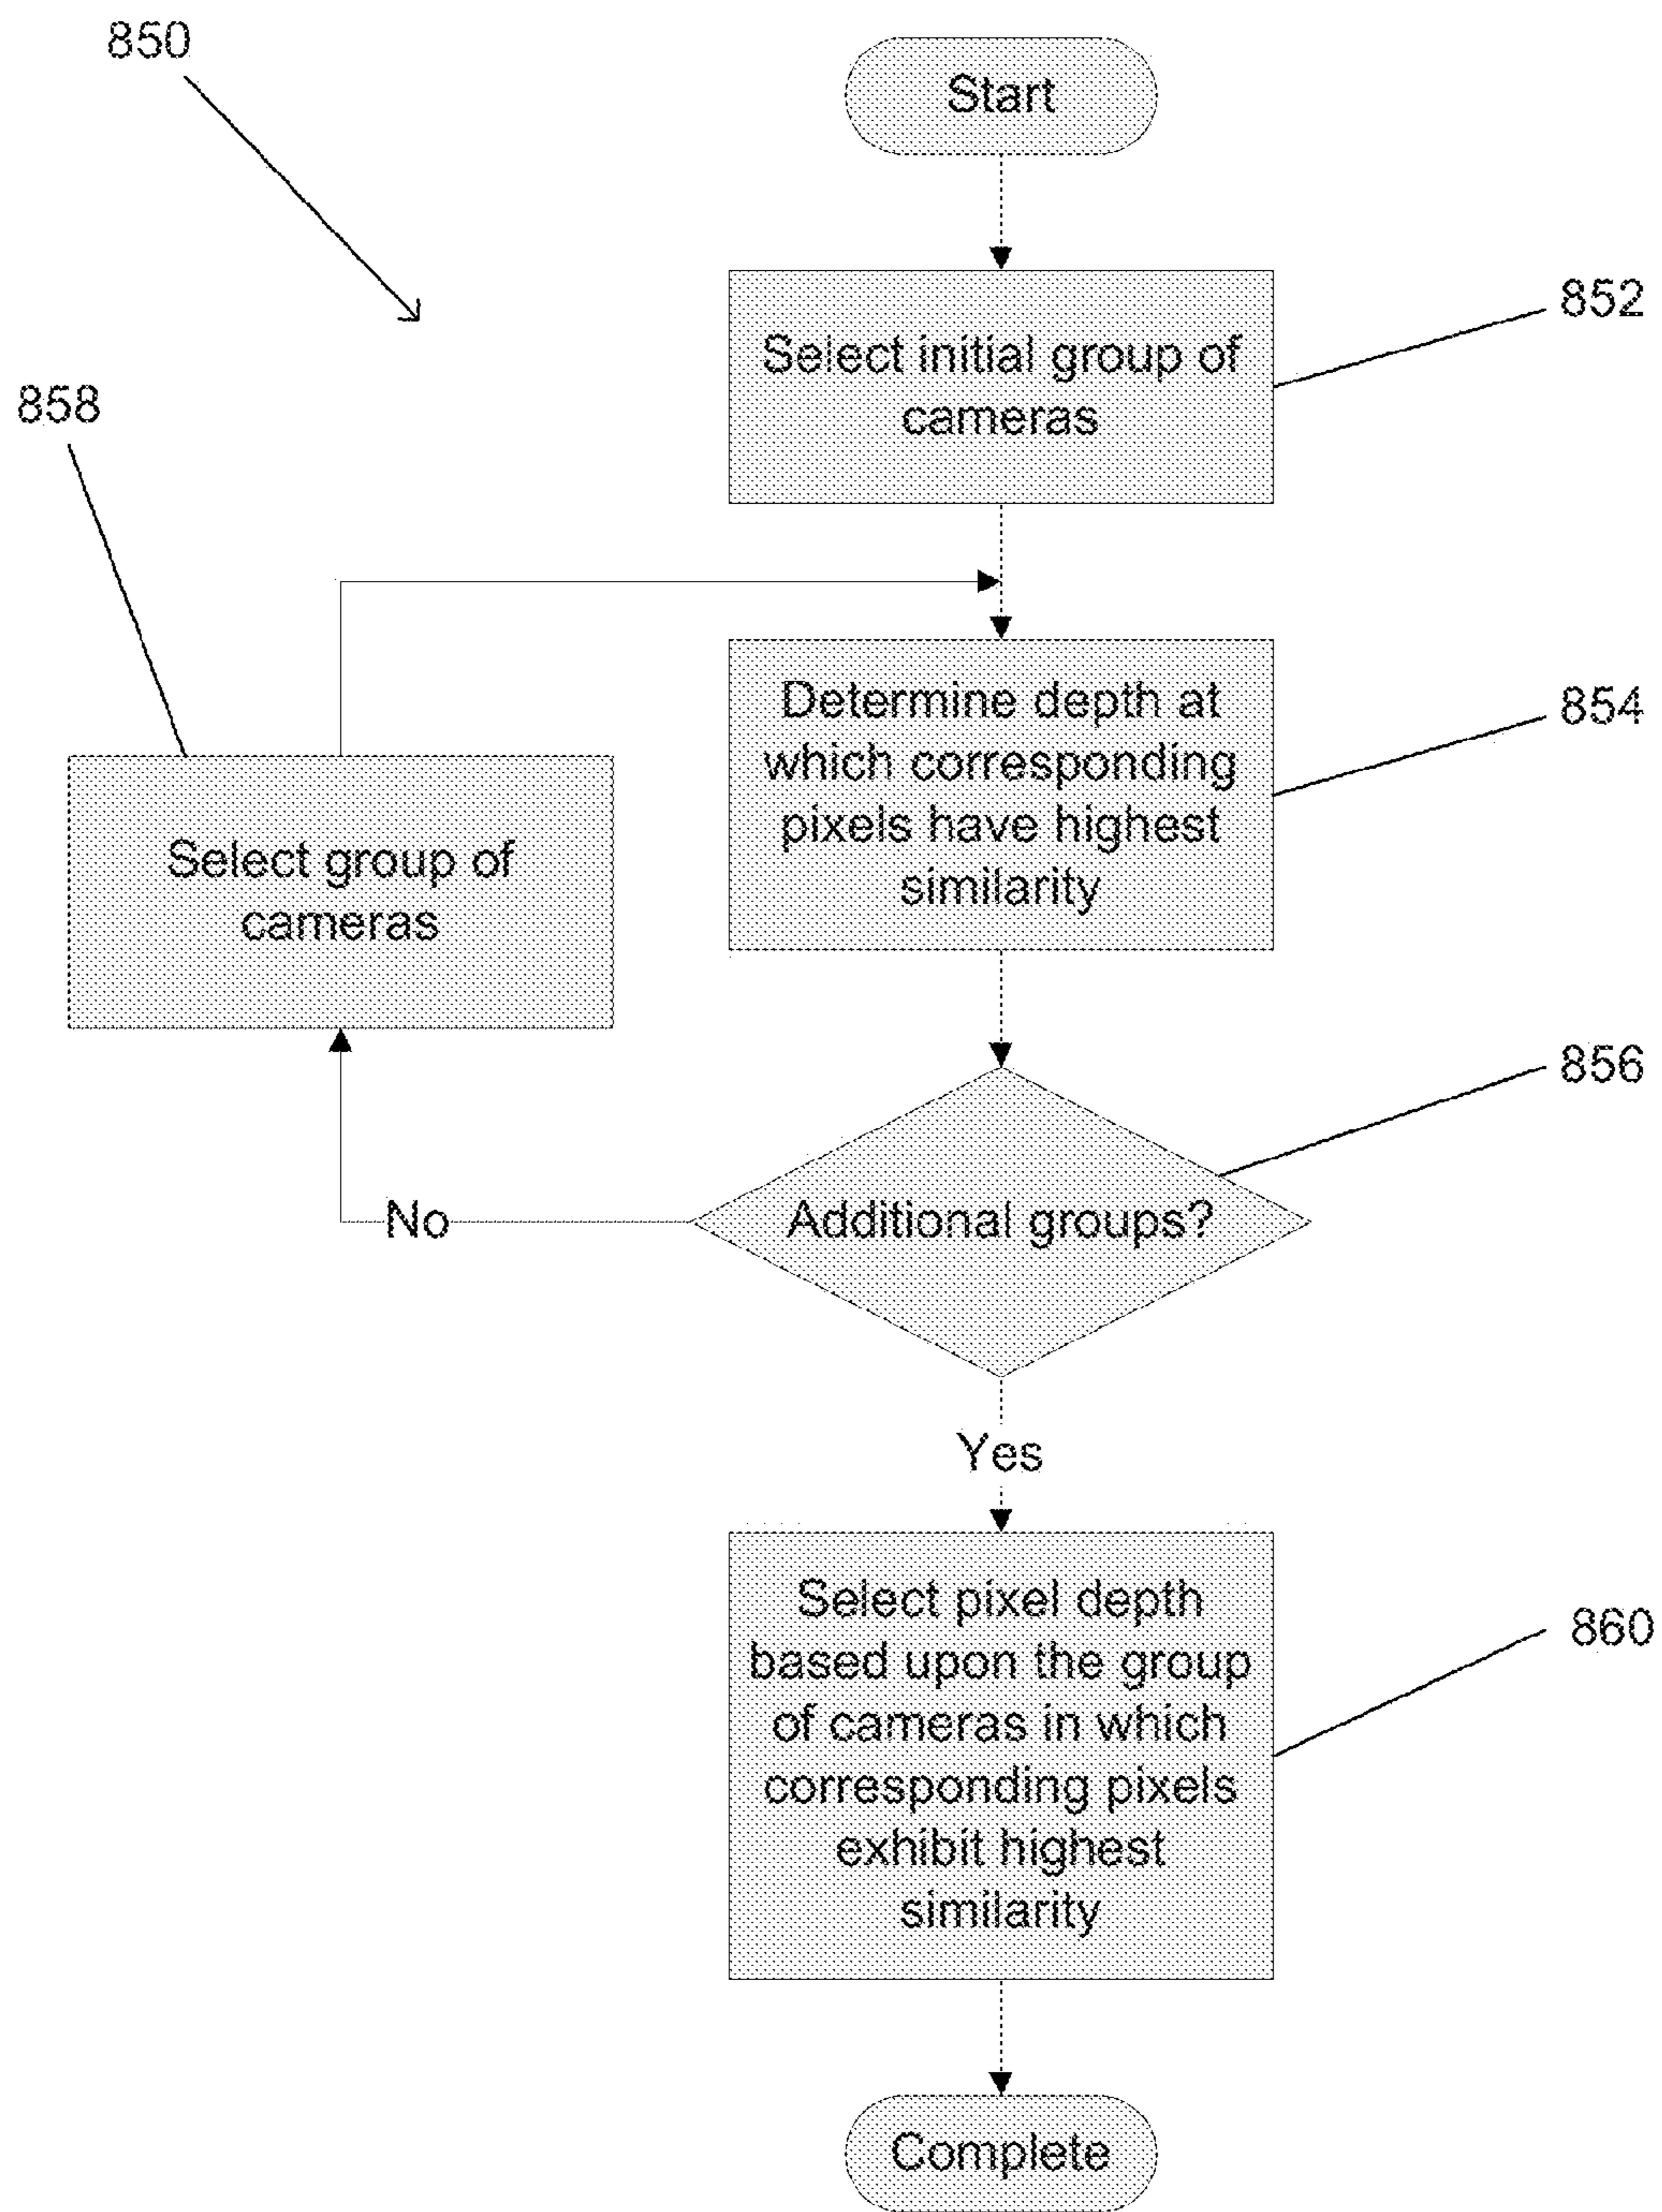 850
Start
852
Select initial group of
cameras
858
854
Determine depth at
which corresponding
pixels have highest
similarity
Select group of
cameras
856
Additional groups?
No
Yes
860
Select pixel depth
based upon the group
of cameras in which
corresponding pixels
exhibit highest
similarity
Complete